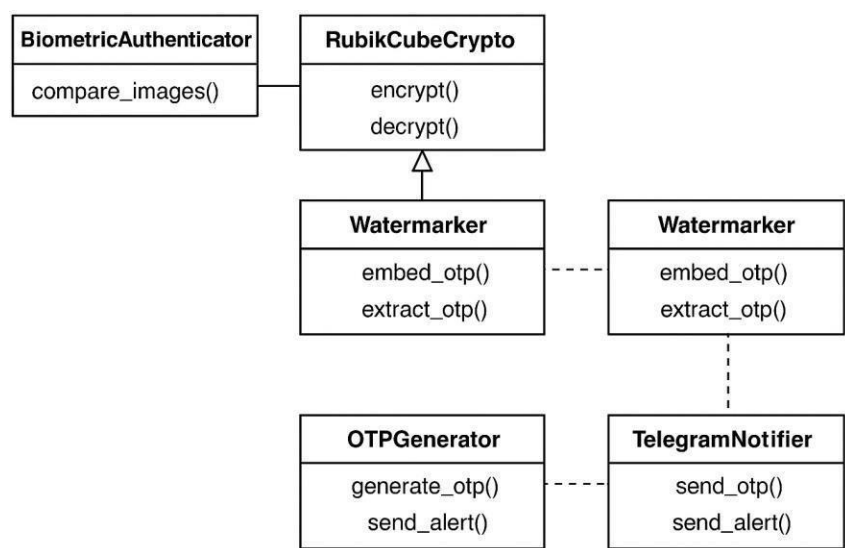 BiometricAuthenticator
compare_images()
RubikCubeCrypto
encrypt()
decrypt()
Watermarker
embed_otp()
extract_otp()
Watermarker
embed_otp()
extract_otp()
OTPGenerator
generate_otp()
send_alert()
TelegramNotifier
send_otp()
send_alert()